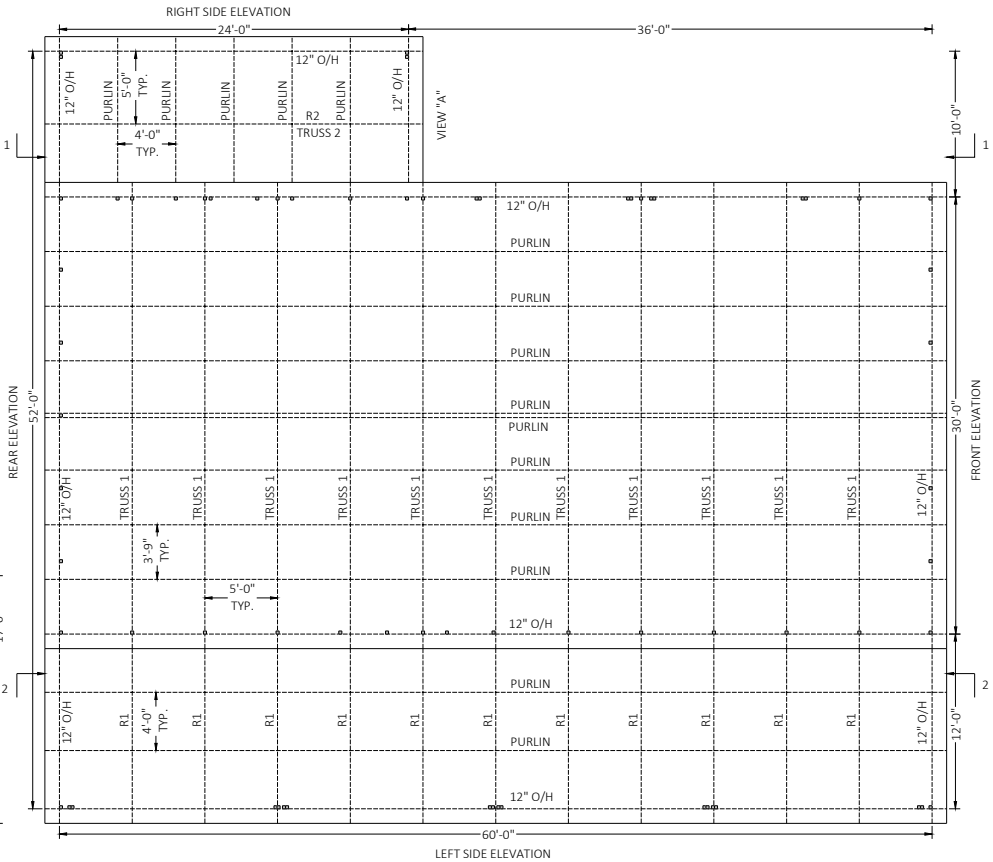 RIGHT SIDE ELEVATION
24'-0"
36'-0"
12" O/H
12" O/H
PURLIN
5'-0"
TYP.
PURLIN
PURLIN
PURLIN
PURLIN
12" O/H
VIEW "A"
10'-0"
R2
TRUSS 2
4'-0"
TYP.
1
1
12" O/H
PURLIN
PURLIN
PURLIN
PURLIN
PURLIN
PURLIN
REAR ELEVATION
52'-0"
30'-0"
FRONT ELEVATION
12" O/H
TRUSS 1
TRUSS 1
TRUSS 1
TRUSS 1
TRUSS 1
TRUSS 1
TRUSS 1
TRUSS 1
TRUSS 1
TRUSS 1
TRUSS 1
12" O/H
PURLIN
3'-9"
TYP.
PURLIN
5'-0"
TYP.
12" O/H
2
2
PURLIN
12" O/H
R1
4'-0"
TYP.
R1
R1
R1
R1
R1
R1
R1
R1
R1
R1
12" O/H
12'-0"
PURLIN
12" O/H
60'-0"
LEFT SIDE ELEVATION